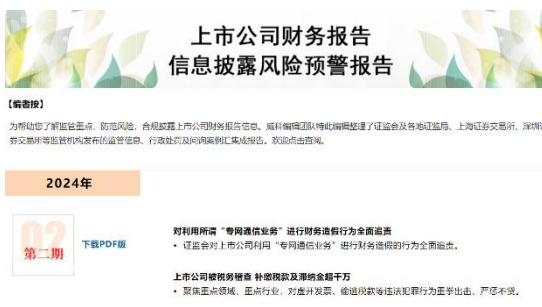 上市公司财务报告
信息披露风险预警报告
【编者按】
为帮助您了解监管重点、防范风险，合规披露上市公司财务报告信息。威科编辑团队特此编辑整理了证监会及各地证监局、上海证券交易所、深圳证
券交易所等监管机构发布的监管信息、行政处罚及问询案例汇集成报告。欢迎点击查阅。
2024年
02
第二期
下载PDF版
对利用所谓“专网通信业务”进行财务造假行为全面追责
• 证监会对上市公司利用“专网通信业务”进行财务造假的行为全面追责。
上市公司被税务稽查 补缴税款及滞纳金超千万
• 聚焦重点领域、重点行业，对虚开发票、偷逃税款等违法犯罪行为重拳出击、严惩不贷。